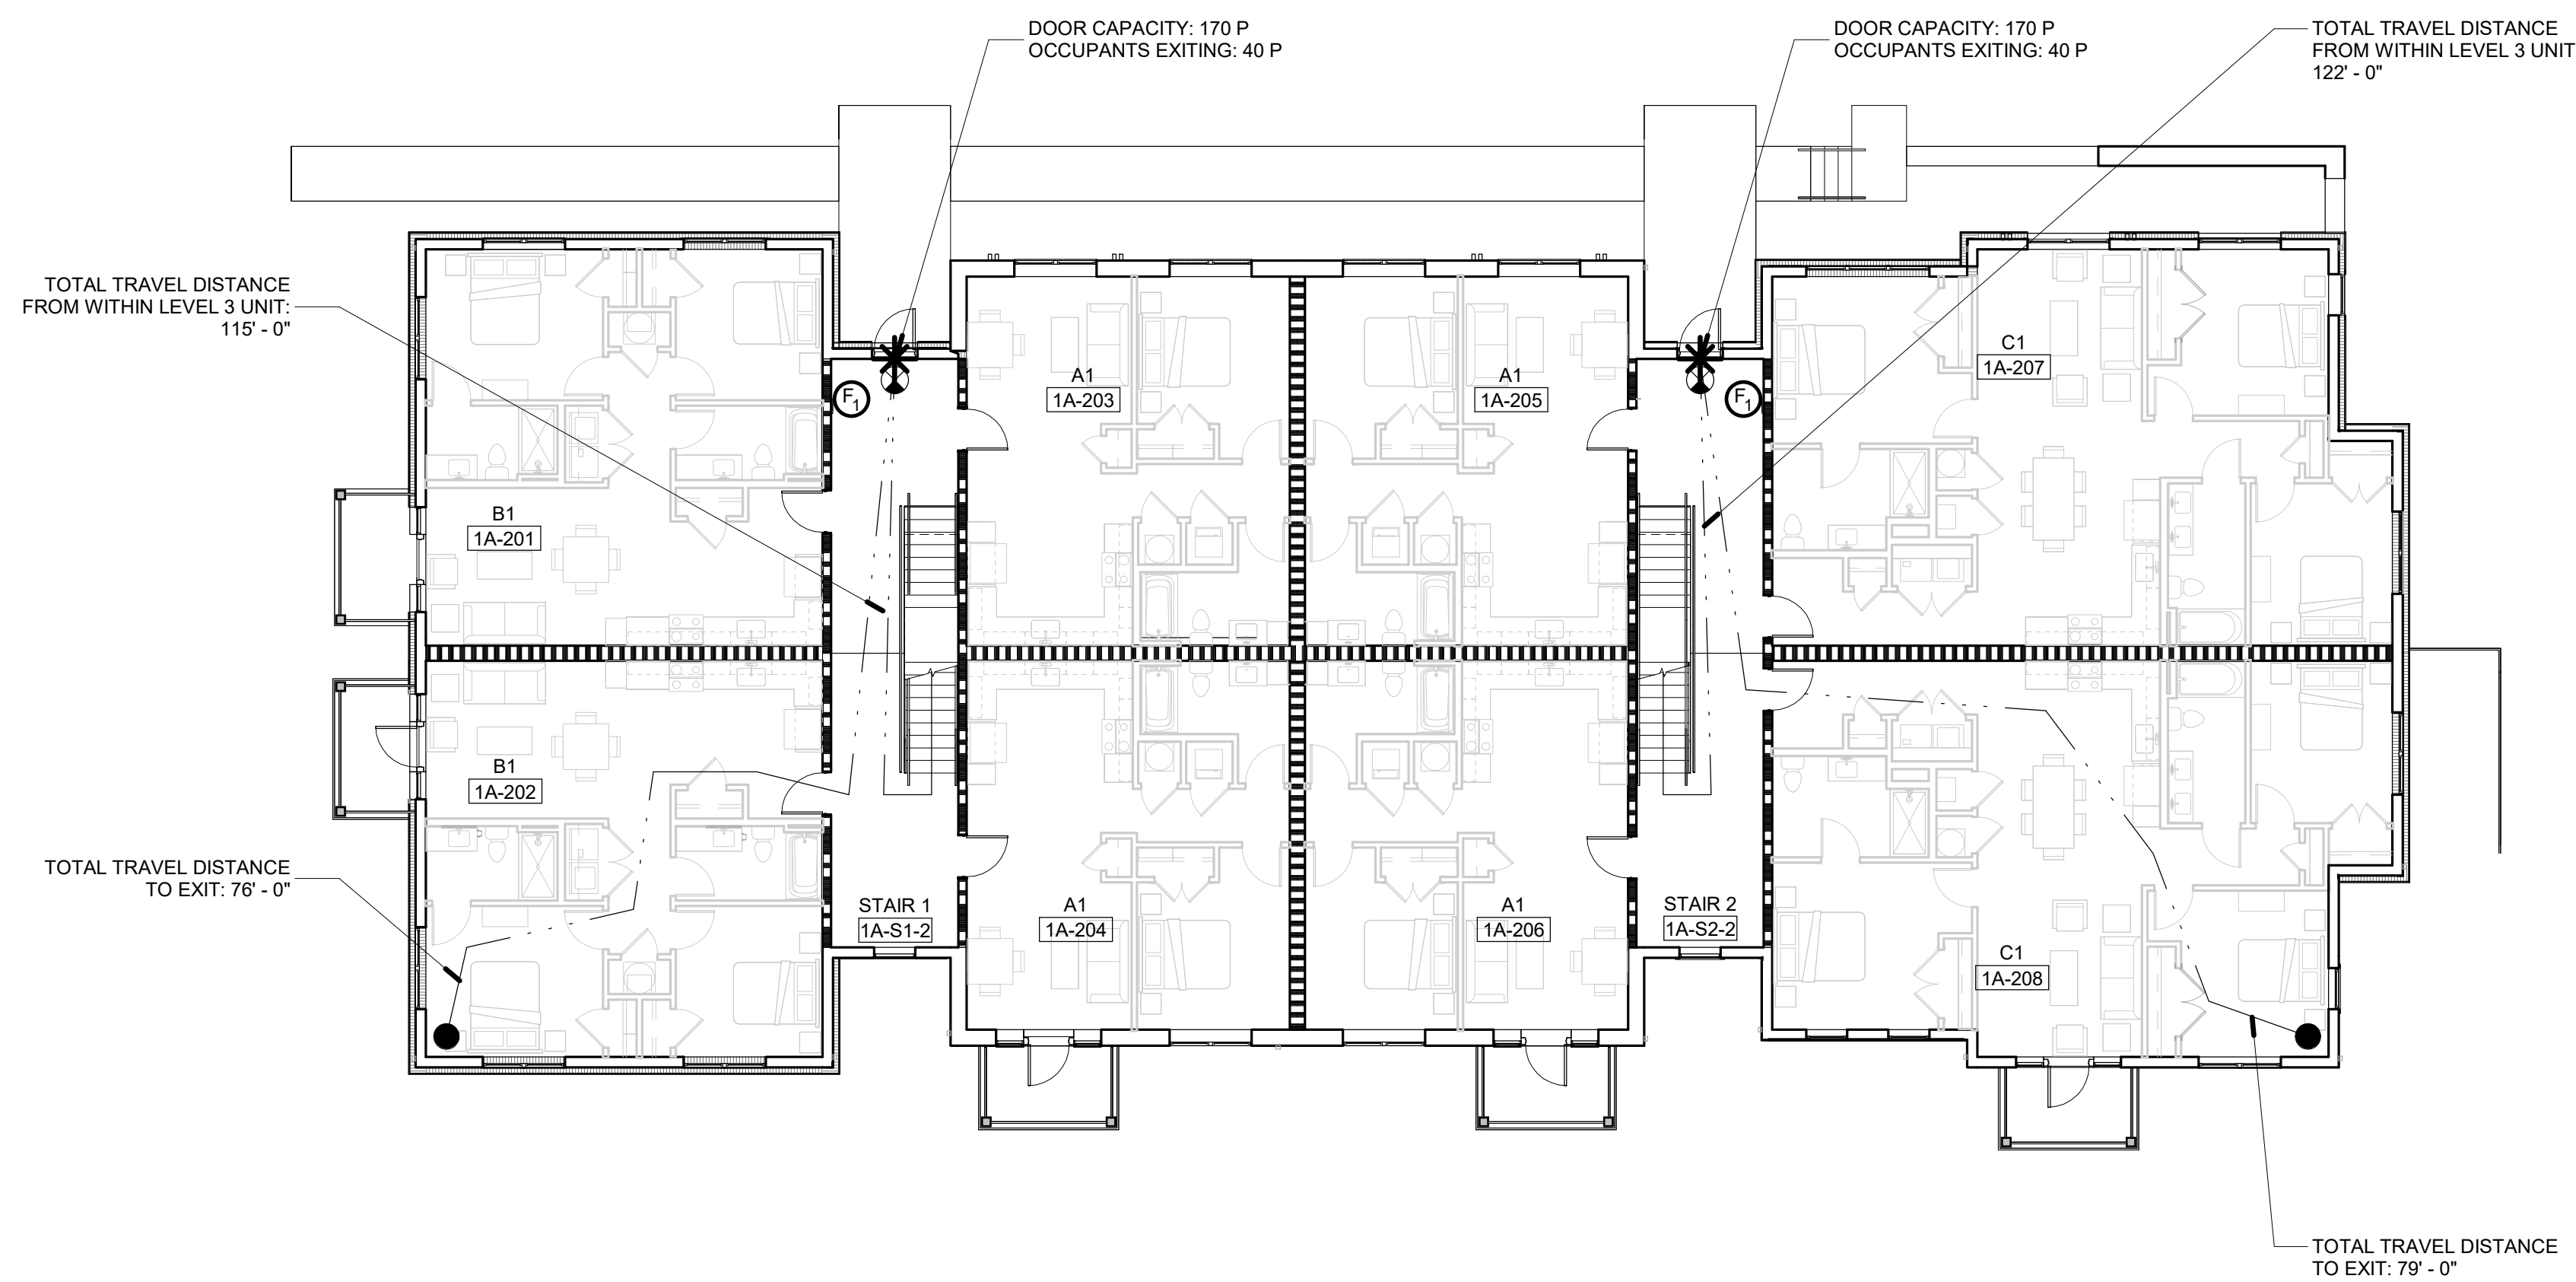 DOOR CAPACITY: 170 P
OCCUPANTS EXITING: 40 P
DOOR CAPACITY: 170 P
OCCUPANTS EXITING: 40 P
TOTAL TRAVEL DISTANCE
FROM WITHIN LEVEL 3 UNIT
122' - 0"
TOTAL TRAVEL DISTANCE
FROM WITHIN LEVEL 3 UNIT:
115' - 0"
F1
F1
A1
1A-203
A1
1A-205
C1
1A-207
B1
1A-201
B1
1A-202
TOTAL TRAVEL DISTANCE
TO EXIT: 76' - 0"
STAIR 1
1A-S1-2
A1
1A-204
A1
1A-206
STAIR 2
1A-S2-2
C1
1A-208
TOTAL TRAVEL DISTANCE
TO EXIT: 79' - 0"